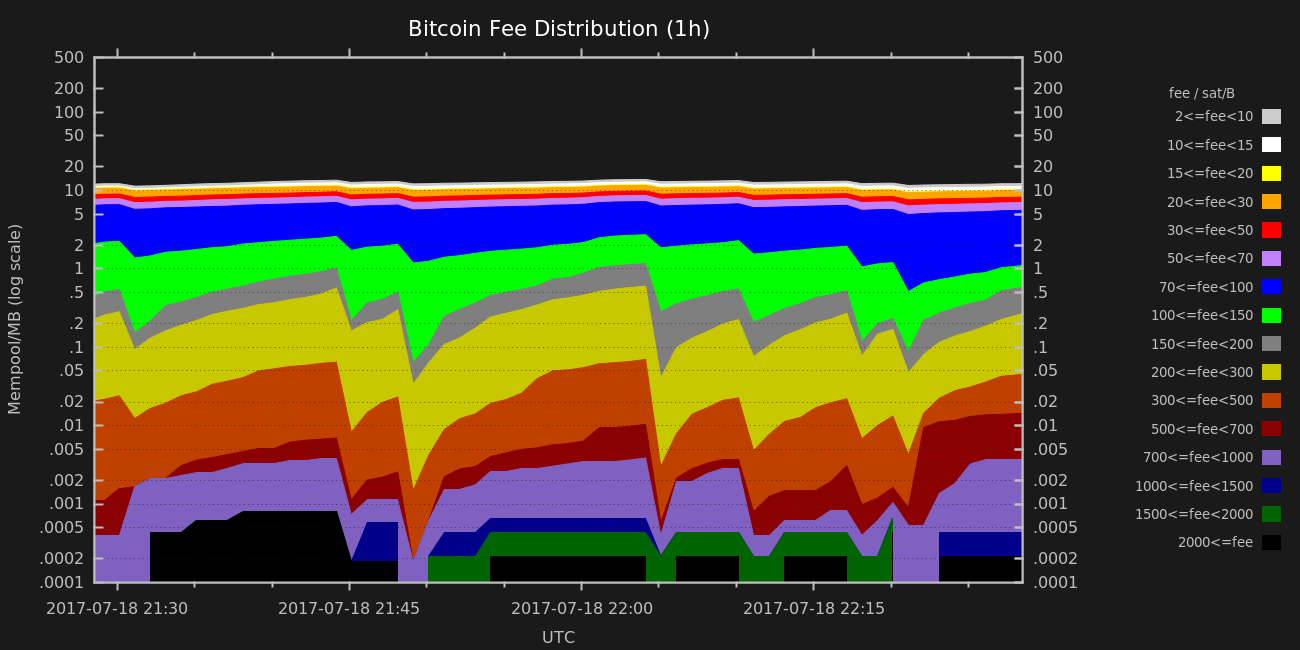 Bitcoin Fee Distribution (1h)
Mempool/MB (log scale)
500
200
100
50
20
10
5
2
1
.5
.2
.1
.05
.02
.01
.005
.002
.001
.0005
.0002
.0001
500
200
100
50
20
10
5
2
1
.5
.2
.1
.05
.02
.01
.005
.002
.001
.0005
.0002
.0001
2017-07-18 21:30
2017-07-18 21:45
2017-07-18 22:00
2017-07-18 22:15
UTC
fee / sat/B
2<=fee<10
10<=fee<15
15<=fee<20
20<=fee<30
30<=fee<50
50<=fee<70
70<=fee<100
100<=fee<150
150<=fee<200
200<=fee<300
300<=fee<500
500<=fee<700
700<=fee<1000
1000<=fee<1500
1500<=fee<2000
2000<=fee